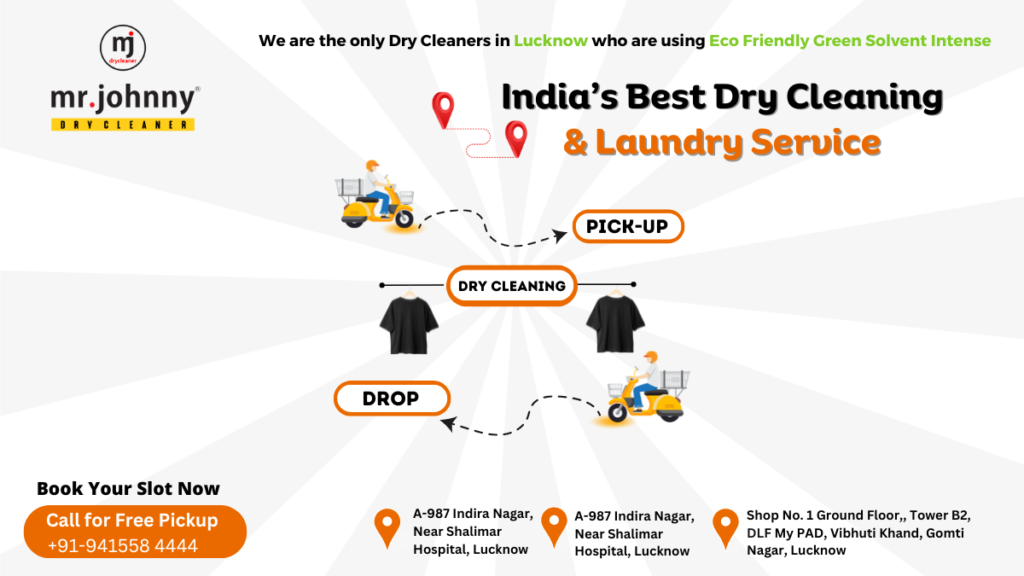 mj
drycleaner
mr.johnny®
DRY CLEANER
We are the only Dry Cleaners in Lucknow who are using Eco Friendly Green Solvent Intense
India's Best Dry Cleaning
& Laundry Service
PICK-UP
DRY CLEANING
DROP
Book Your Slot Now
Call for Free Pickup
+91-941558 4444
A-987 Indira Nagar,
Near Shalimar
Hospital, Lucknow
A-987 Indira Nagar,
Near Shalimar
Hospital, Lucknow
Shop No. 1 Ground Floor,, Tower B2,
DLF My PAD, Vibhuti Khand, Gomti
Nagar, Lucknow